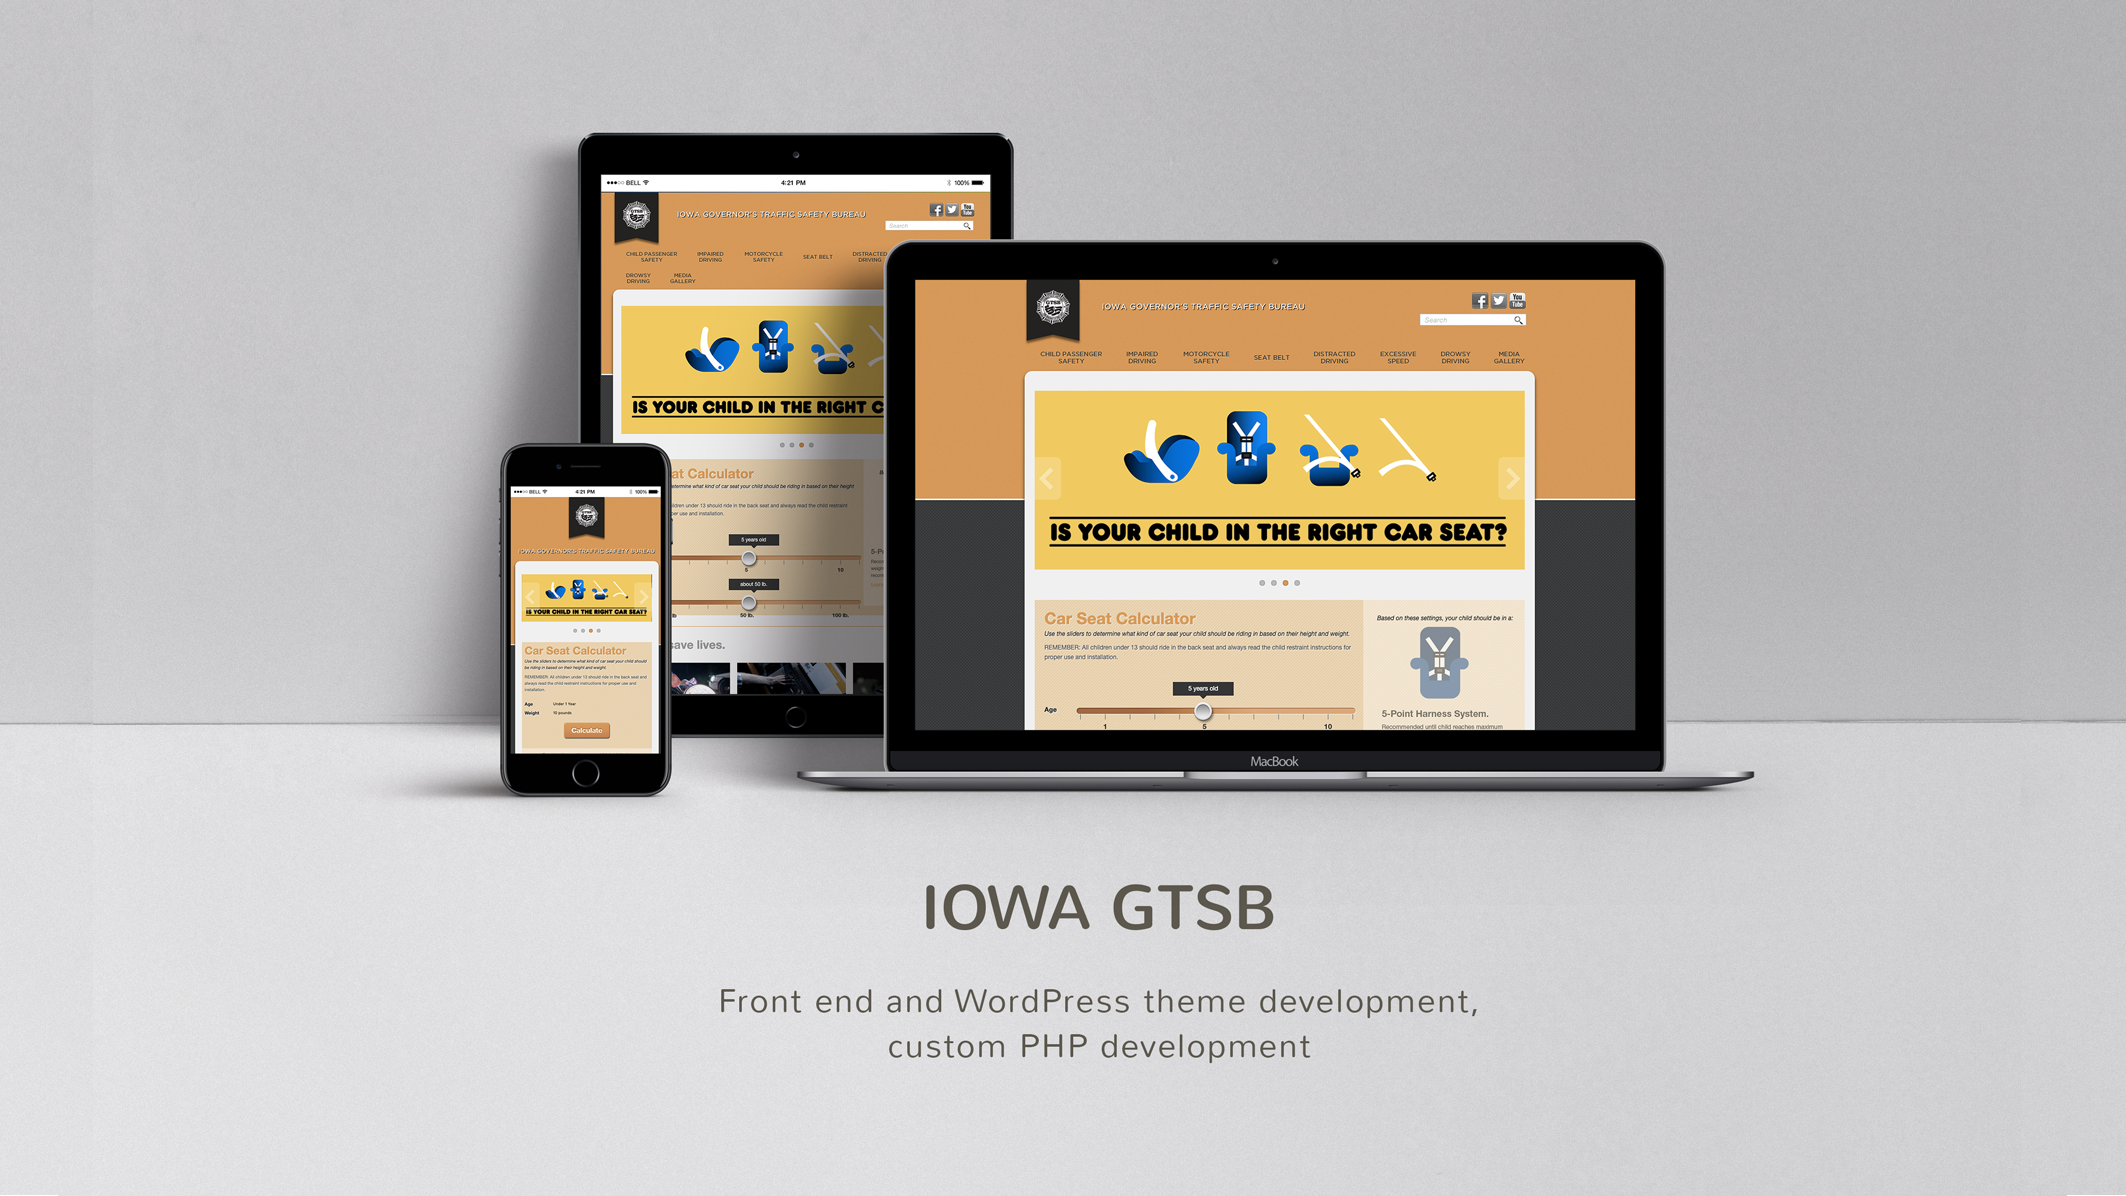 ●●●○○ BELL
4:21 PM
100%
IOWA GOVERNOR'S TRAFFIC SAFETY BUREAU
You
Tube
Search
CHILD PASSENGER
SAFETY
IMPAIRED
DRIVING
MOTORCYCLE
SAFETY
SEAT BELT
DISTRACTED
DRIVING
DROWSY
DRIVING
MEDIA
GALLERY
IS YOUR CHILD IN THE RIGHT C
at Calculator
etermine what kind of car seat your child should be riding in based on their height
ildren under 13 should ride in the back seat and always read the child restraint
per use and installation.
5 years old
5
10
about 50 lb.
50 lb.
100 lb.
save lives.
IOWA GOVERNOR'S TRAFFIC SAFETY BUREAU
You
Tube
Search
CHILD PASSENGER
SAFETY
IMPAIRED
DRIVING
MOTORCYCLE
SAFETY
SEAT BELT
DISTRACTED
DRIVING
EXCESSIVE
SPEED
DROWSY
DRIVING
MEDIA
GALLERY
IS YOUR CHILD IN THE RIGHT CAR SEAT?
Car Seat Calculator
Use the sliders to determine what kind of car seat your child should be riding in based on their height and weight.
REMEMBER: All children under 13 should ride in the back seat and always read the child restraint instructions for
proper use and installation.
5 years old
Age
1
5
10
Based on these settings, your child should be in a:
5-Point Harness System.
Recommended until child reaches maximum
MacBook
●●●○○ BELL
4:21 PM
100%
IOWA GOVERNOR'S TRAFFIC SAFETY BUREAU
IS YOUR CHILD IN THE RIGHT CAR SEAT?
Car Seat Calculator
Use the sliders to determine what kind of car seat your child should
be riding in based on their height and weight.
REMEMBER: All children under 13 should ride in the back seat and
always read the child restraint instructions for proper use and
installation.
Age Under 1 Year
Weight 10 pounds
Calculate
IOWA GTSB
Front end and WordPress theme development,
custom PHP development